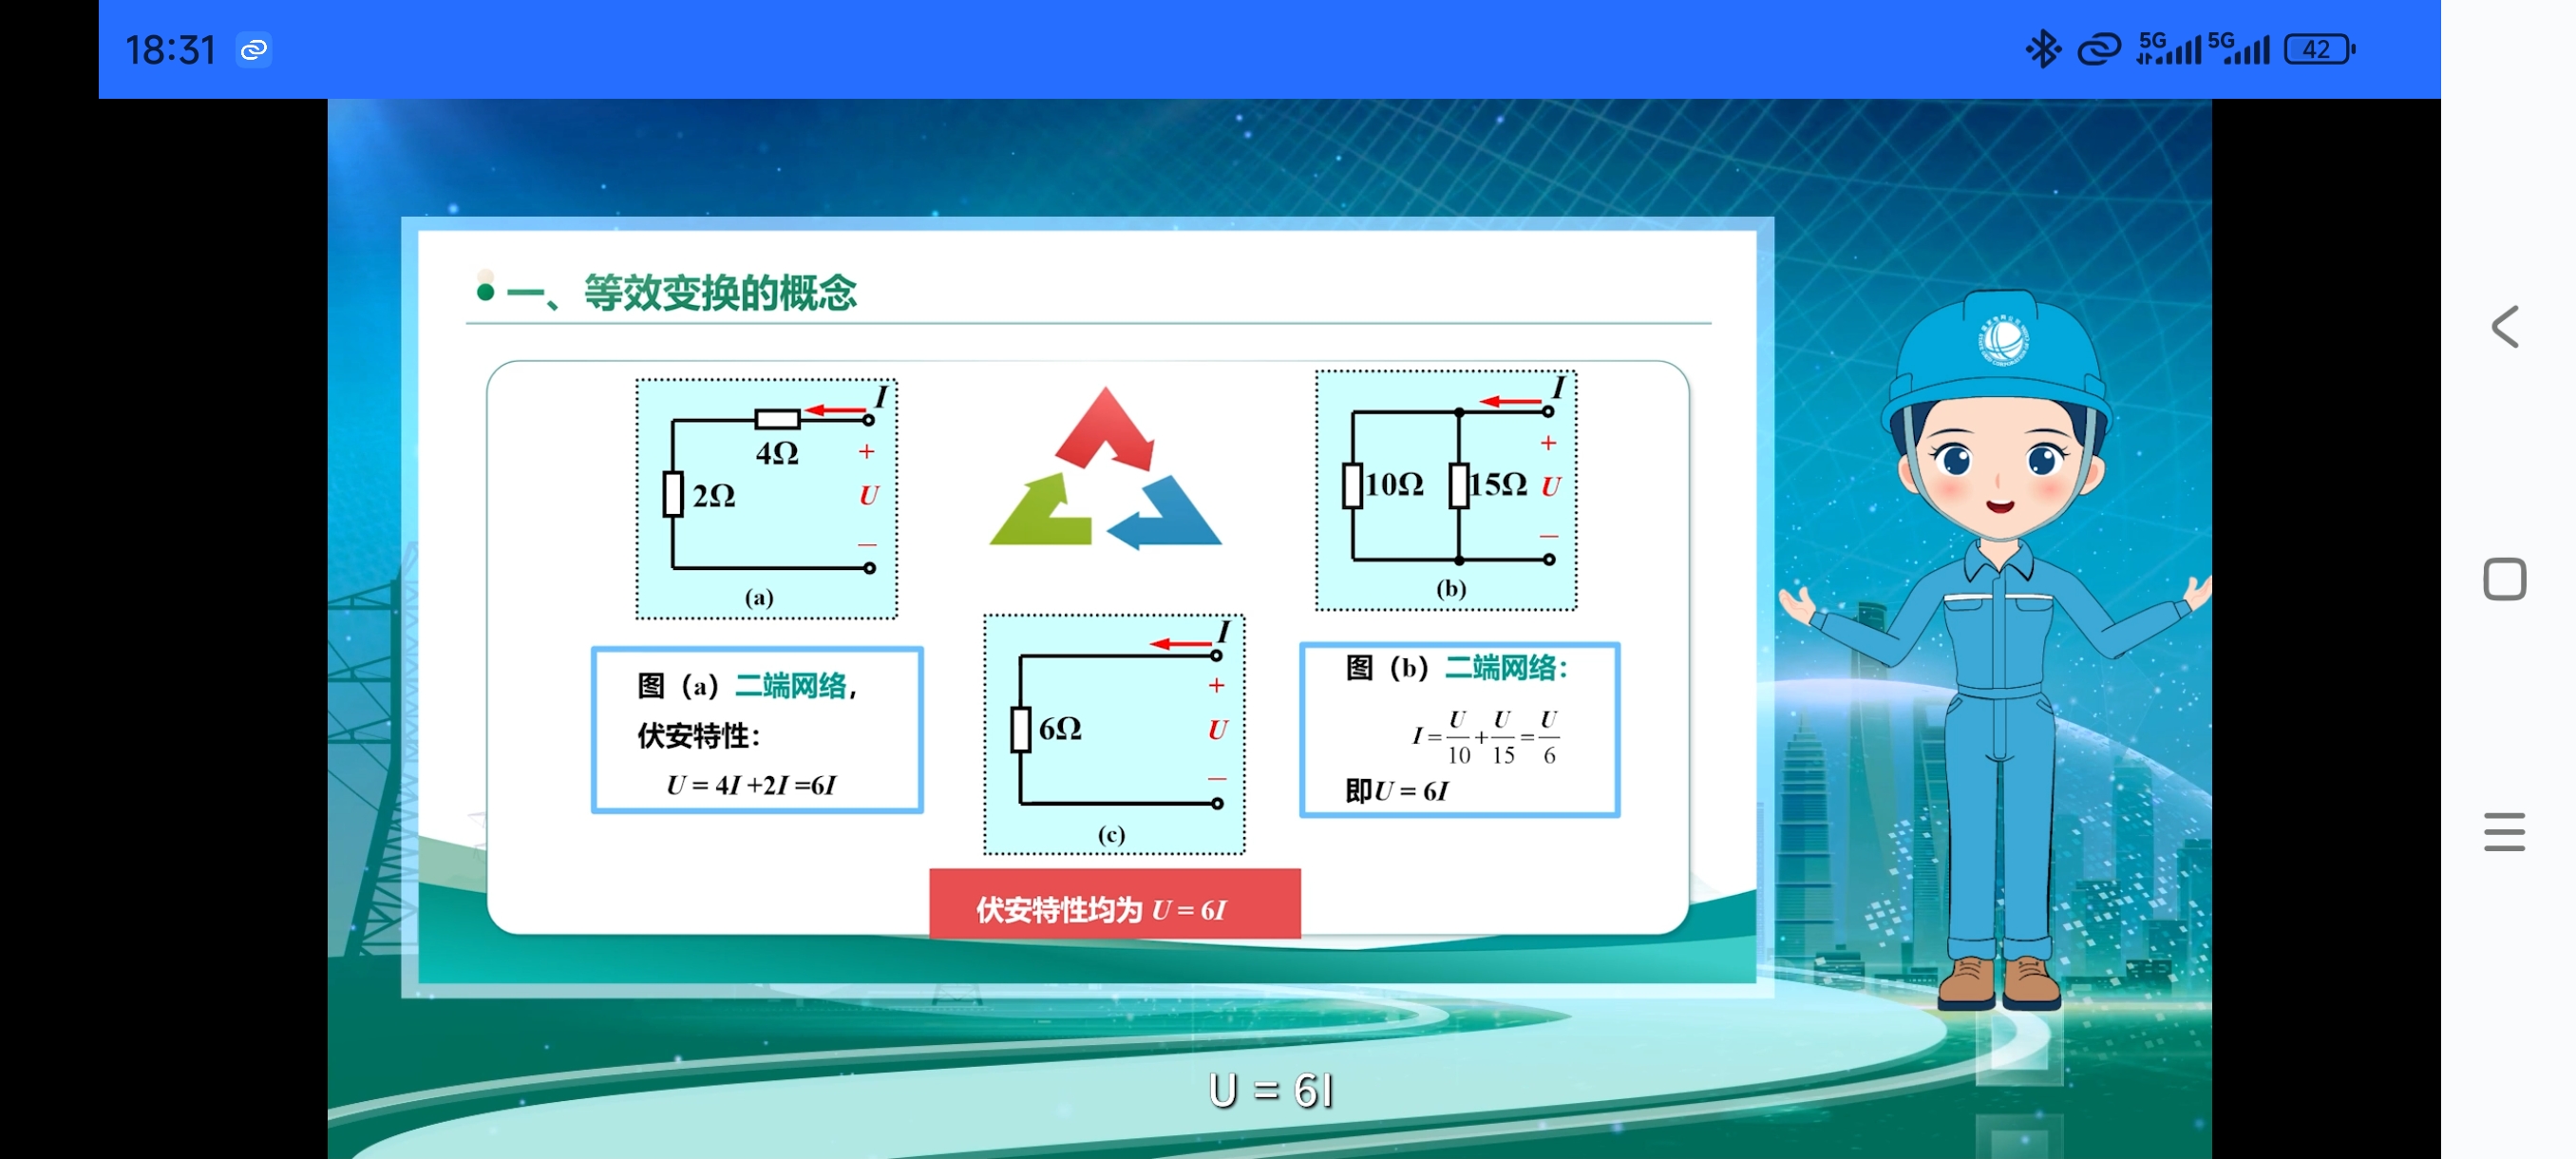 18:31
5G 5G 42
一、等效变换的概念
I
4Ω
+
2Ω
U
—
(a)
I
+
10Ω 15Ω U
—
(b)
I
+
6Ω
U
—
(c)
图（a）二端网络，
伏安特性：
U = 4I +2I =6I
图（b）二端网络：
I = U/10 + U/15 = U/6
即U = 6I
伏安特性均为 U = 6I
U = 6I